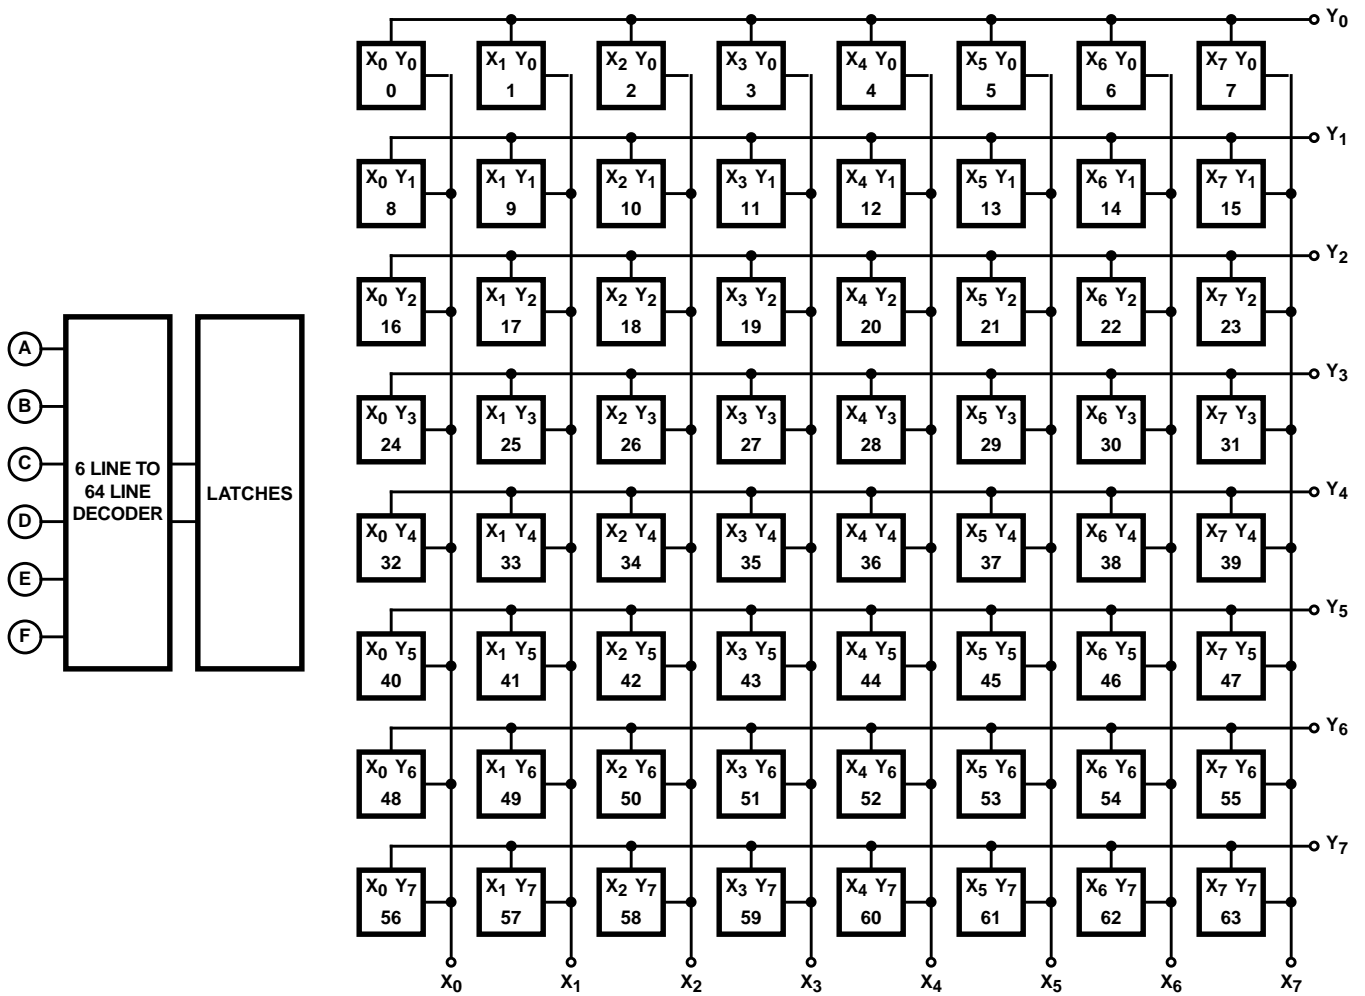 Y0
X0 Y0 X1 Y0 X2 Y0 X3 Y0 X4 Y0 X5 Y0 X6 Y0 X7 Y0
0 1 2 3 4 5 6 7
Y1
X0 Y1 X1 Y1 X2 Y1 X3 Y1 X4 Y1 X5 Y1 X6 Y1 X7 Y1
8 9 10 11 12 13 14 15
Y2
X0 Y2 X1 Y2 X2 Y2 X3 Y2 X4 Y2 X5 Y2 X6 Y2 X7 Y2
16 17 18 19 20 21 22 23
A
B
C
D
E
F
6 LINE TO
64 LINE
DECODER
LATCHES
Y3
X0 Y3 X1 Y3 X2 Y3 X3 Y3 X4 Y3 X5 Y3 X6 Y3 X7 Y3
24 25 26 27 28 29 30 31
Y4
X0 Y4 X1 Y4 X2 Y4 X3 Y4 X4 Y4 X5 Y4 X6 Y4 X7 Y4
32 33 34 35 36 37 38 39
Y5
X0 Y5 X1 Y5 X2 Y5 X3 Y5 X4 Y5 X5 Y5 X6 Y5 X7 Y5
40 41 42 43 44 45 46 47
Y6
X0 Y6 X1 Y6 X2 Y6 X3 Y6 X4 Y6 X5 Y6 X6 Y6 X7 Y6
48 49 50 51 52 53 54 55
Y7
X0 Y7 X1 Y7 X2 Y7 X3 Y7 X4 Y7 X5 Y7 X6 Y7 X7 Y7
56 57 58 59 60 61 62 63
X0 X1 X2 X3 X4 X5 X6 X7